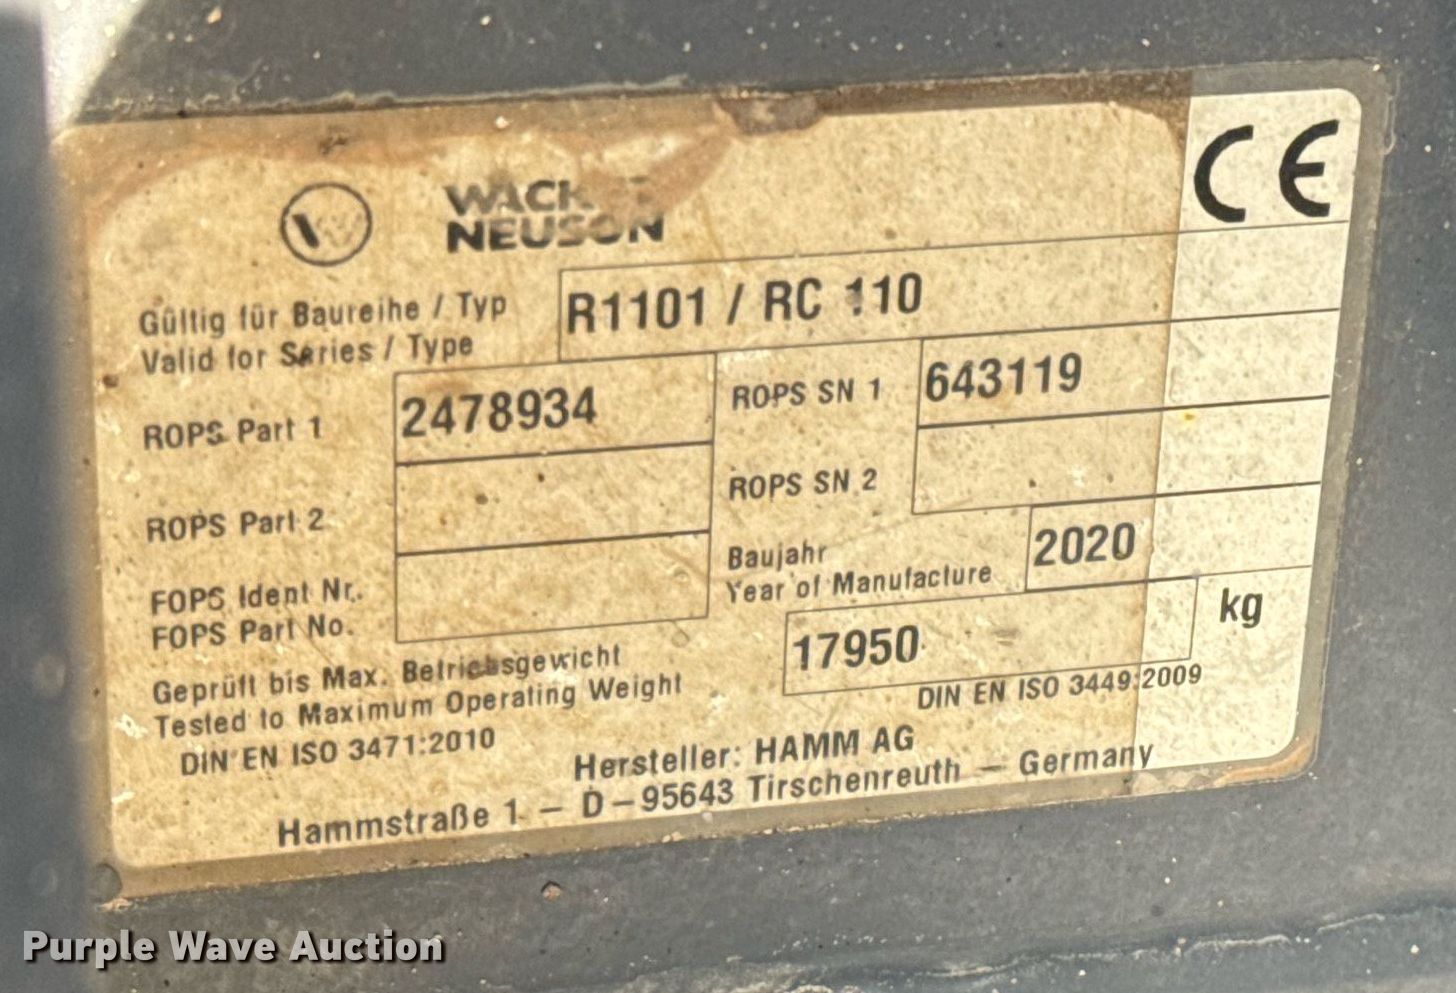 CE
WACKER
NEUSON
Gültig für Baureihe / Typ
Valid for Series / Type
R1101 / RC 110
ROPS Part 1
2478934
ROPS SN 1
643119
ROPS Part 2
ROPS SN 2
FOPS Ident Nr.
FOPS Part No.
Baujahr
Year of Manufacture
2020
Geprüft bis Max. Betriebsgewicht
Tested to Maximum Operating Weight
17950
kg
DIN EN ISO 3471:2010
DIN EN ISO 3449:2009
Hersteller: HAMM AG
Hammstraße 1 – D – 95643 Tirschenreuth – Germany
Purple Wave Auction